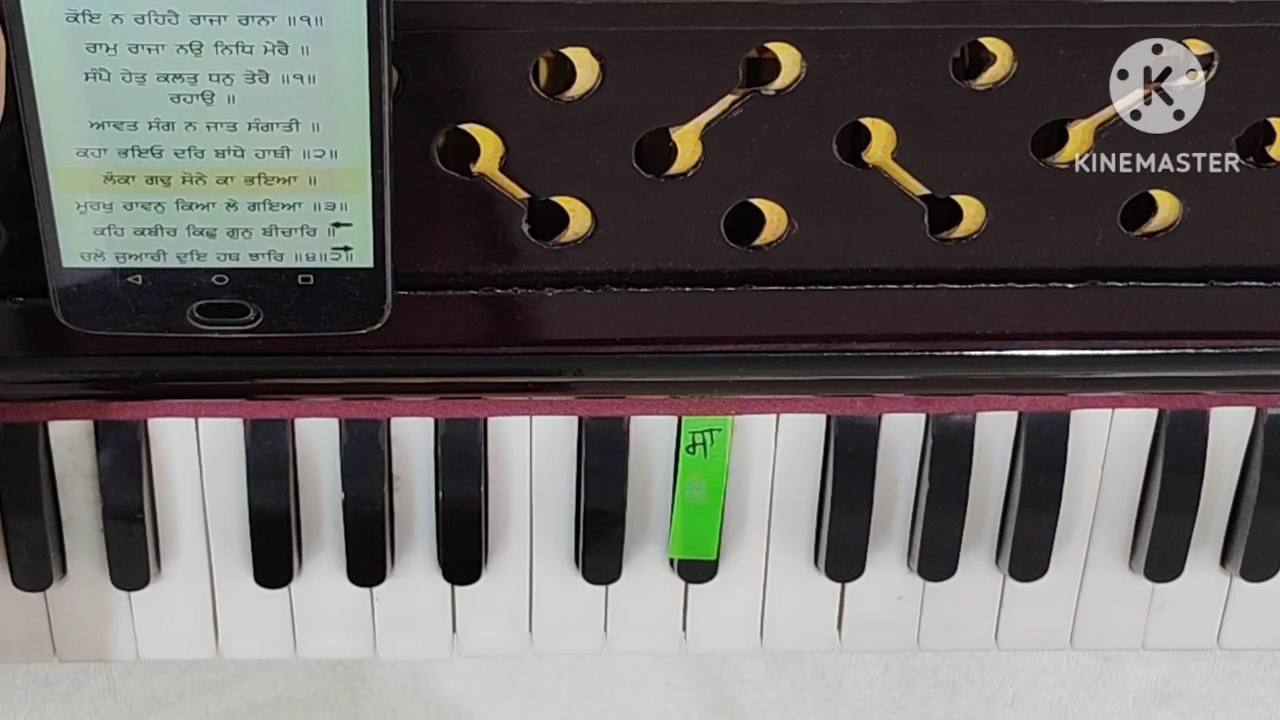 ਕੋਇ ਨ ਰਹਿਹੈ ਰਾਜਾ ਰਾਨਾ ॥੧॥
ਰਾਮੁ ਰਾਜਾ ਨਉ ਨਿਧਿ ਮੇਰੈ ॥
ਸੰਪੈ ਹੇਤੁ ਕਲਤੁ ਧਨੁ ਤੇਰੈ ॥੧॥
ਰਹਾਉ ॥
ਆਵਤ ਸੰਗ ਨ ਜਾਤ ਸੰਗਾਤੀ ॥
ਕਹਾ ਭਇਓ ਦਰਿ ਬਾਂਧੇ ਹਾਥੀ ॥੨॥
ਲੰਕਾ ਗਢੁ ਸੋਨੇ ਕਾ ਭਇਆ ॥
ਮੂਰਖੁ ਰਾਵਨੁ ਕਿਆ ਲੇ ਗਇਆ ॥੩॥
ਕਹਿ ਕਬੀਰ ਕਿਛੁ ਗੁਨੁ ਬੀਚਾਰਿ ॥
ਚਲੇ ਜੁਆਰੀ ਦੁਇ ਹਥ ਝਾਰਿ ॥੪॥੨॥
K
KINEMASTER
ਸਾ